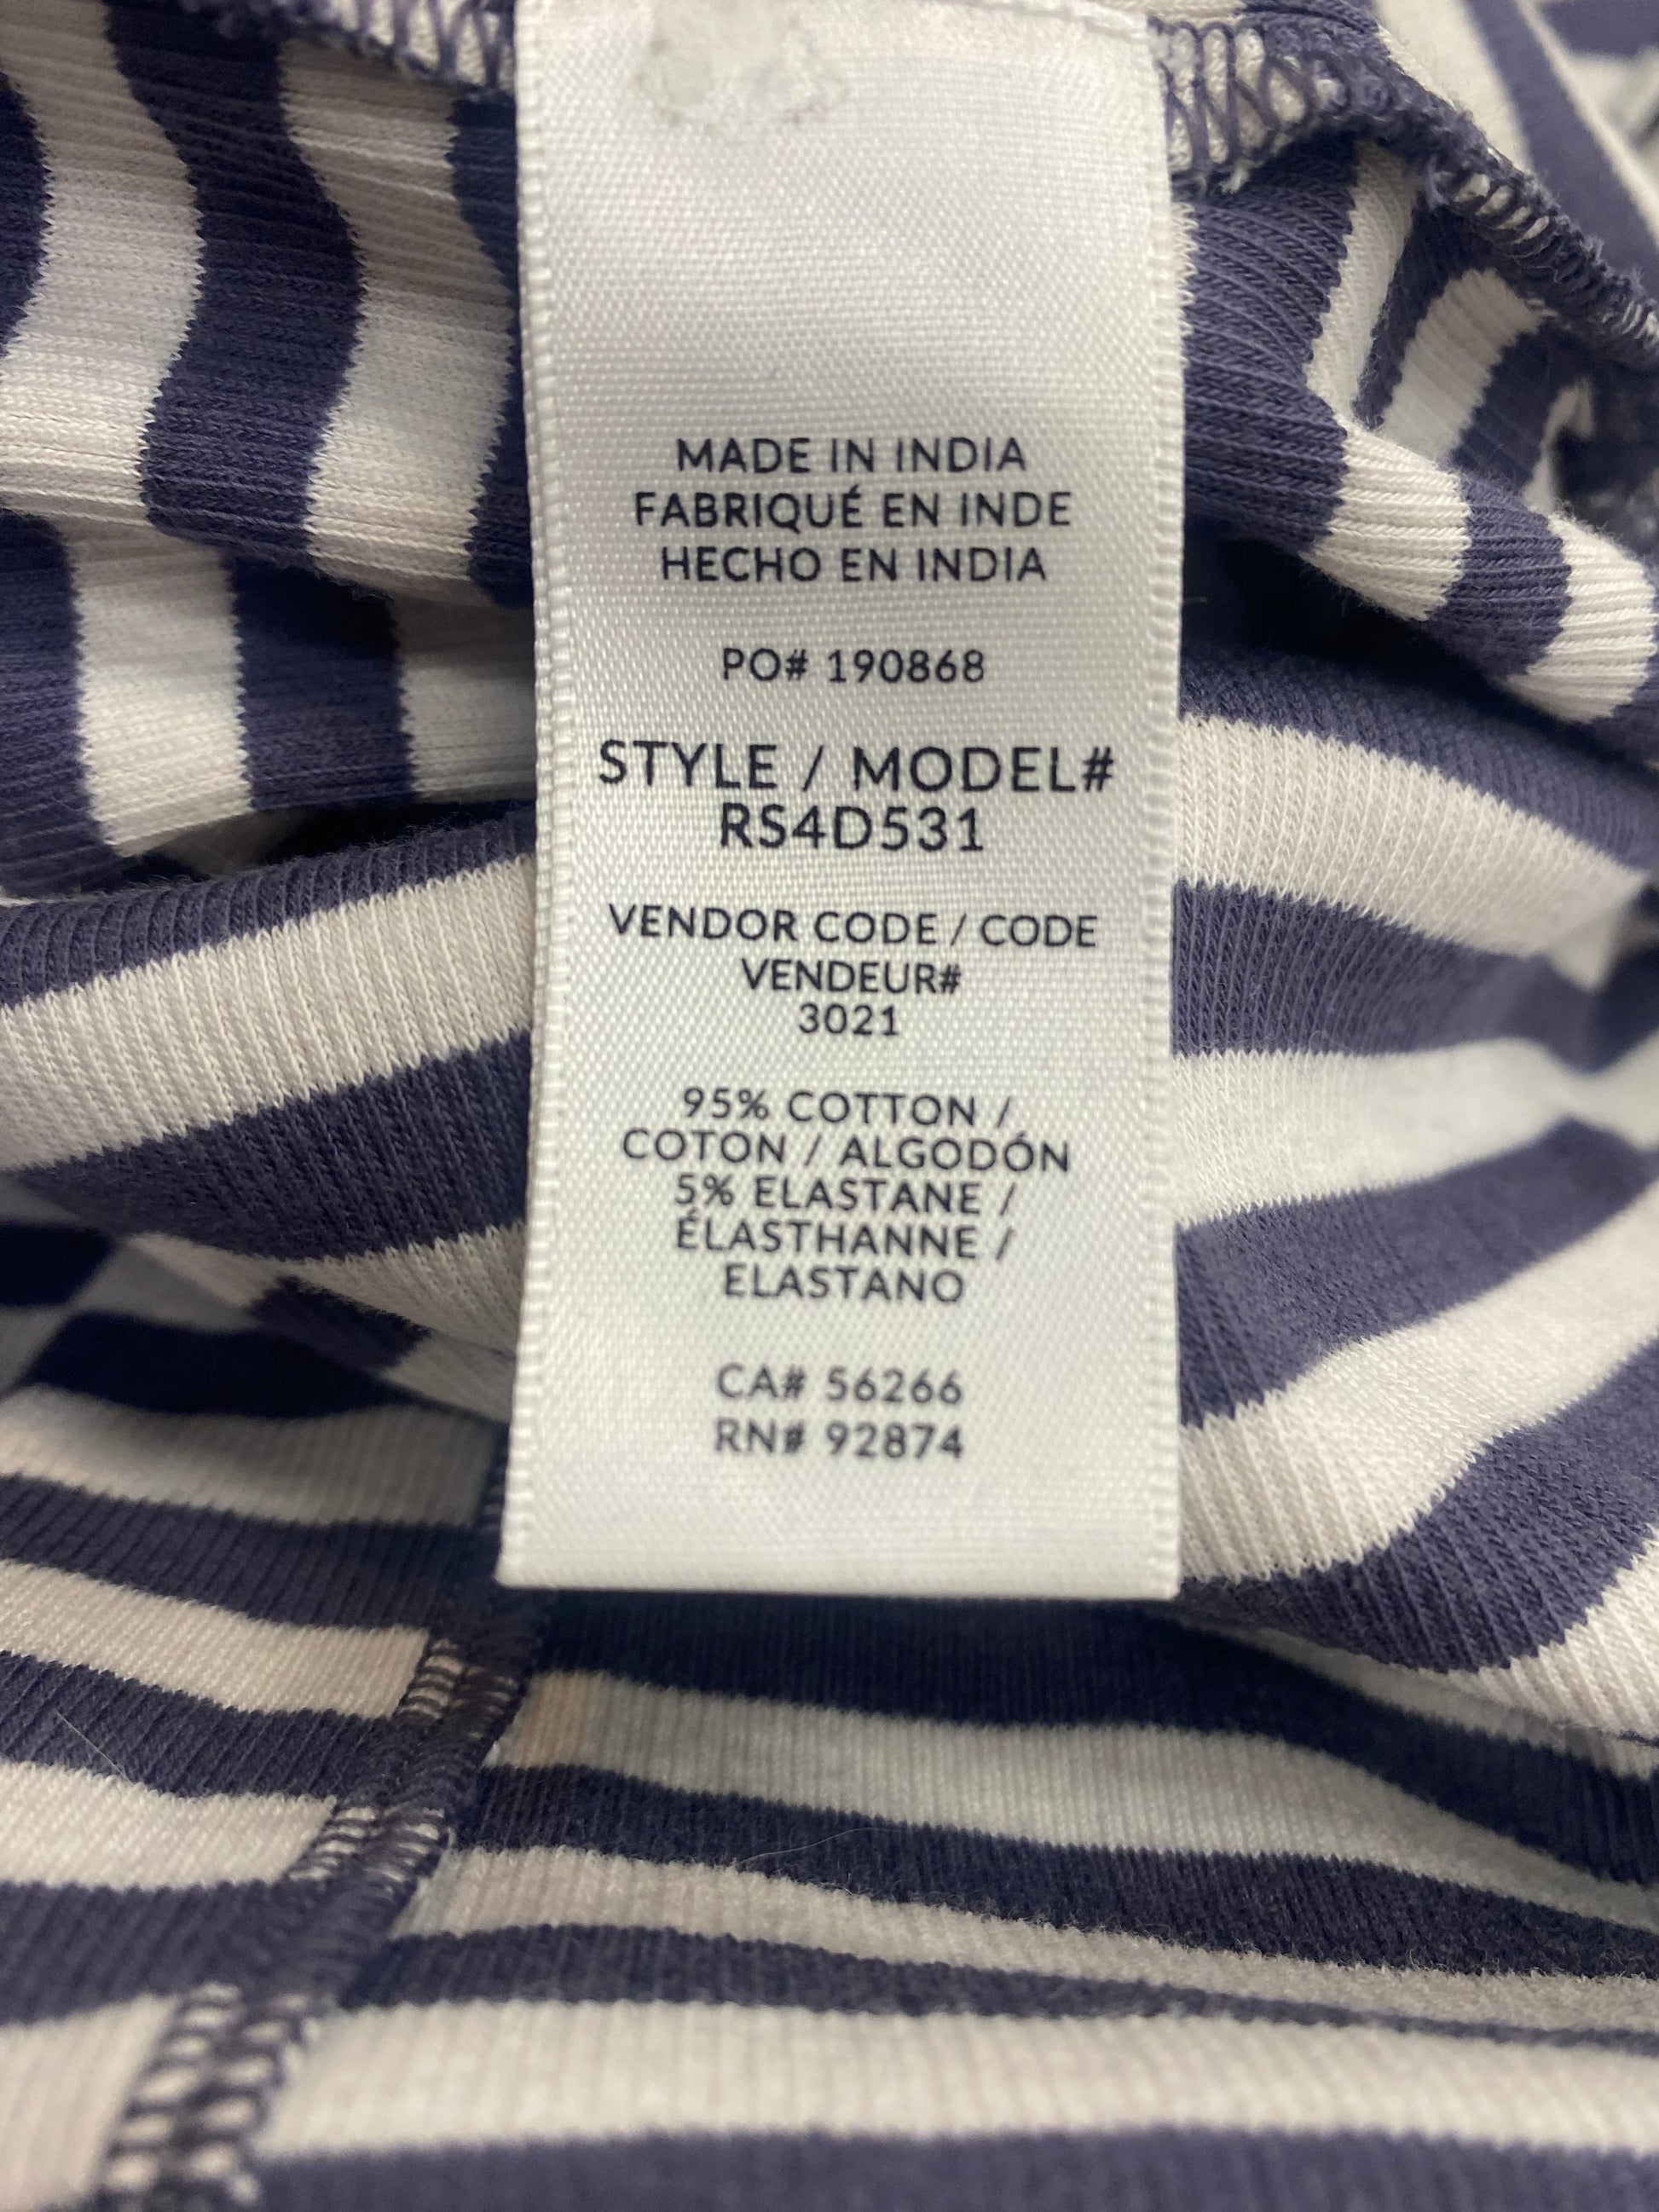 MADE IN INDIA
FABRIQUÉ EN INDE
HECHO EN INDIA
PO# 190868
STYLE / MODEL#
RS4D531
VENDOR CODE / CODE
VENDEUR#
3021
95% COTTON /
COTON / ALGODÓN
5% ELASTANE /
ÉLASTHANNE /
ELASTANO
CA# 56266
RN# 92874